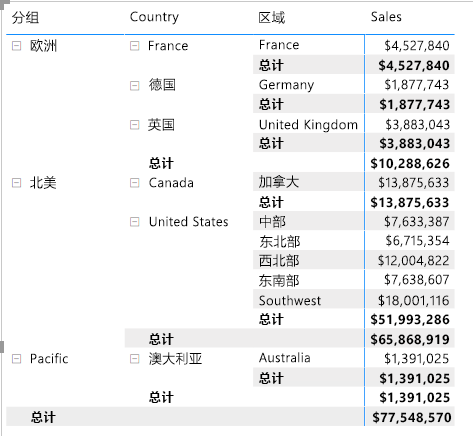 分组 Country 区域 Sales
欧洲 France France $4,527,840
总计 $4,527,840
德国 Germany $1,877,743
总计 $1,877,743
英国 United Kingdom $3,883,043
总计 $3,883,043
总计 $10,288,626
北美 Canada 加拿大 $13,875,633
总计 $13,875,633
United States 中部 $7,633,387
东北部 $6,715,354
西北部 $12,004,822
东南部 $7,638,607
Southwest $18,001,116
总计 $51,993,286
总计 $65,868,919
Pacific 澳大利亚 Australia $1,391,025
总计 $1,391,025
总计 $1,391,025
总计 $77,548,570